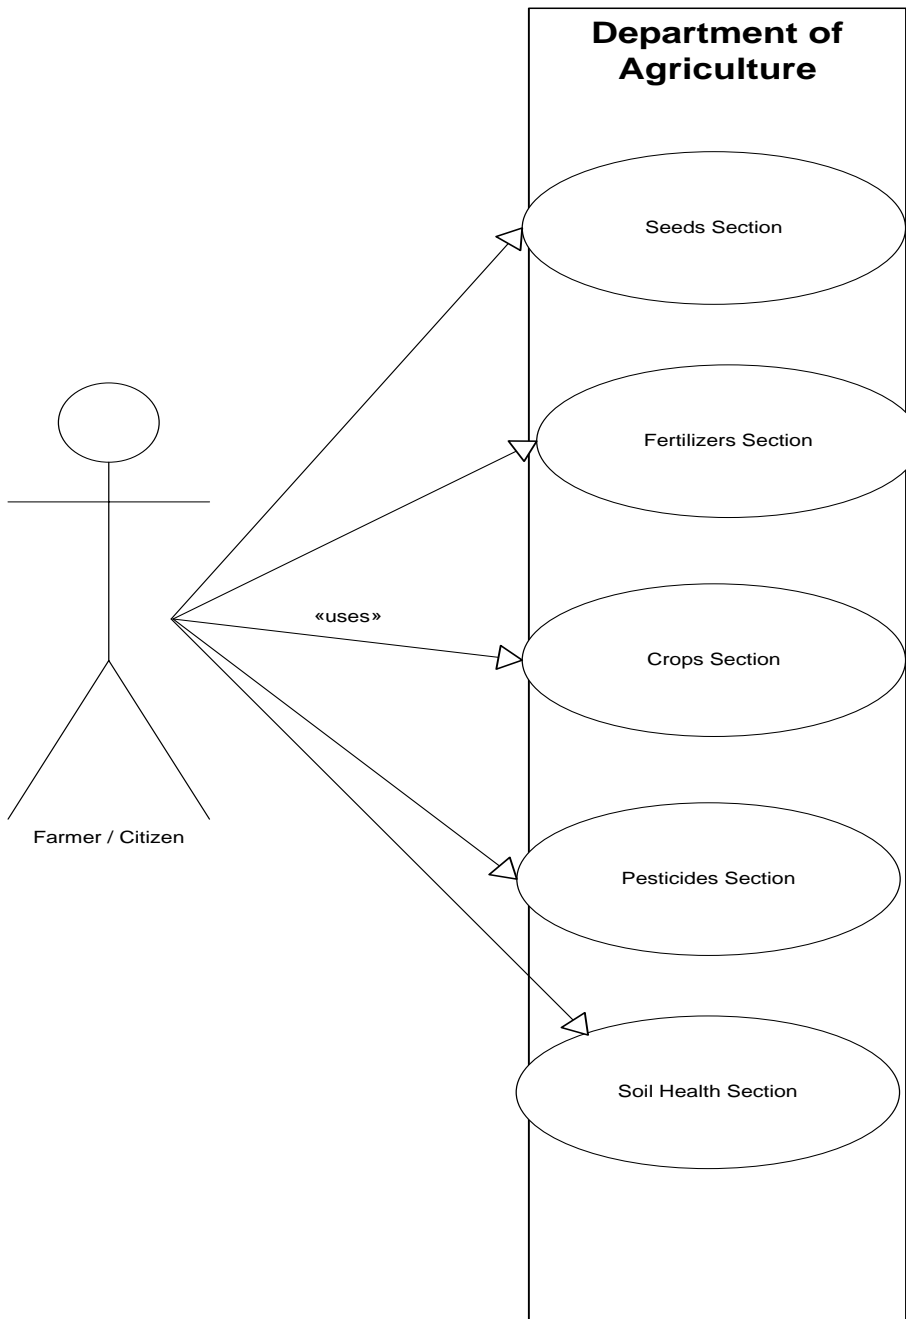 Department of
Agriculture
Seeds Section
Fertilizers Section
«uses»
Crops Section
Farmer / Citizen
Pesticides Section
Soil Health Section